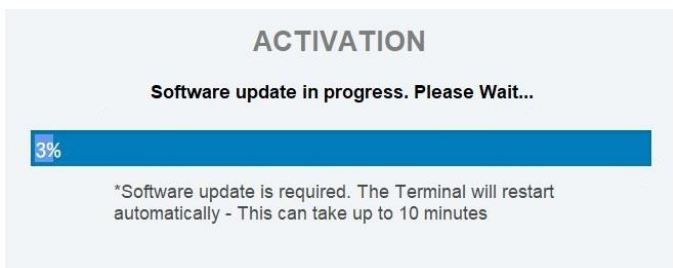 ACTIVATION
Software update in progress. Please Wait...
3%
*Software update is required. The Terminal will restart
automatically - This can take up to 10 minutes